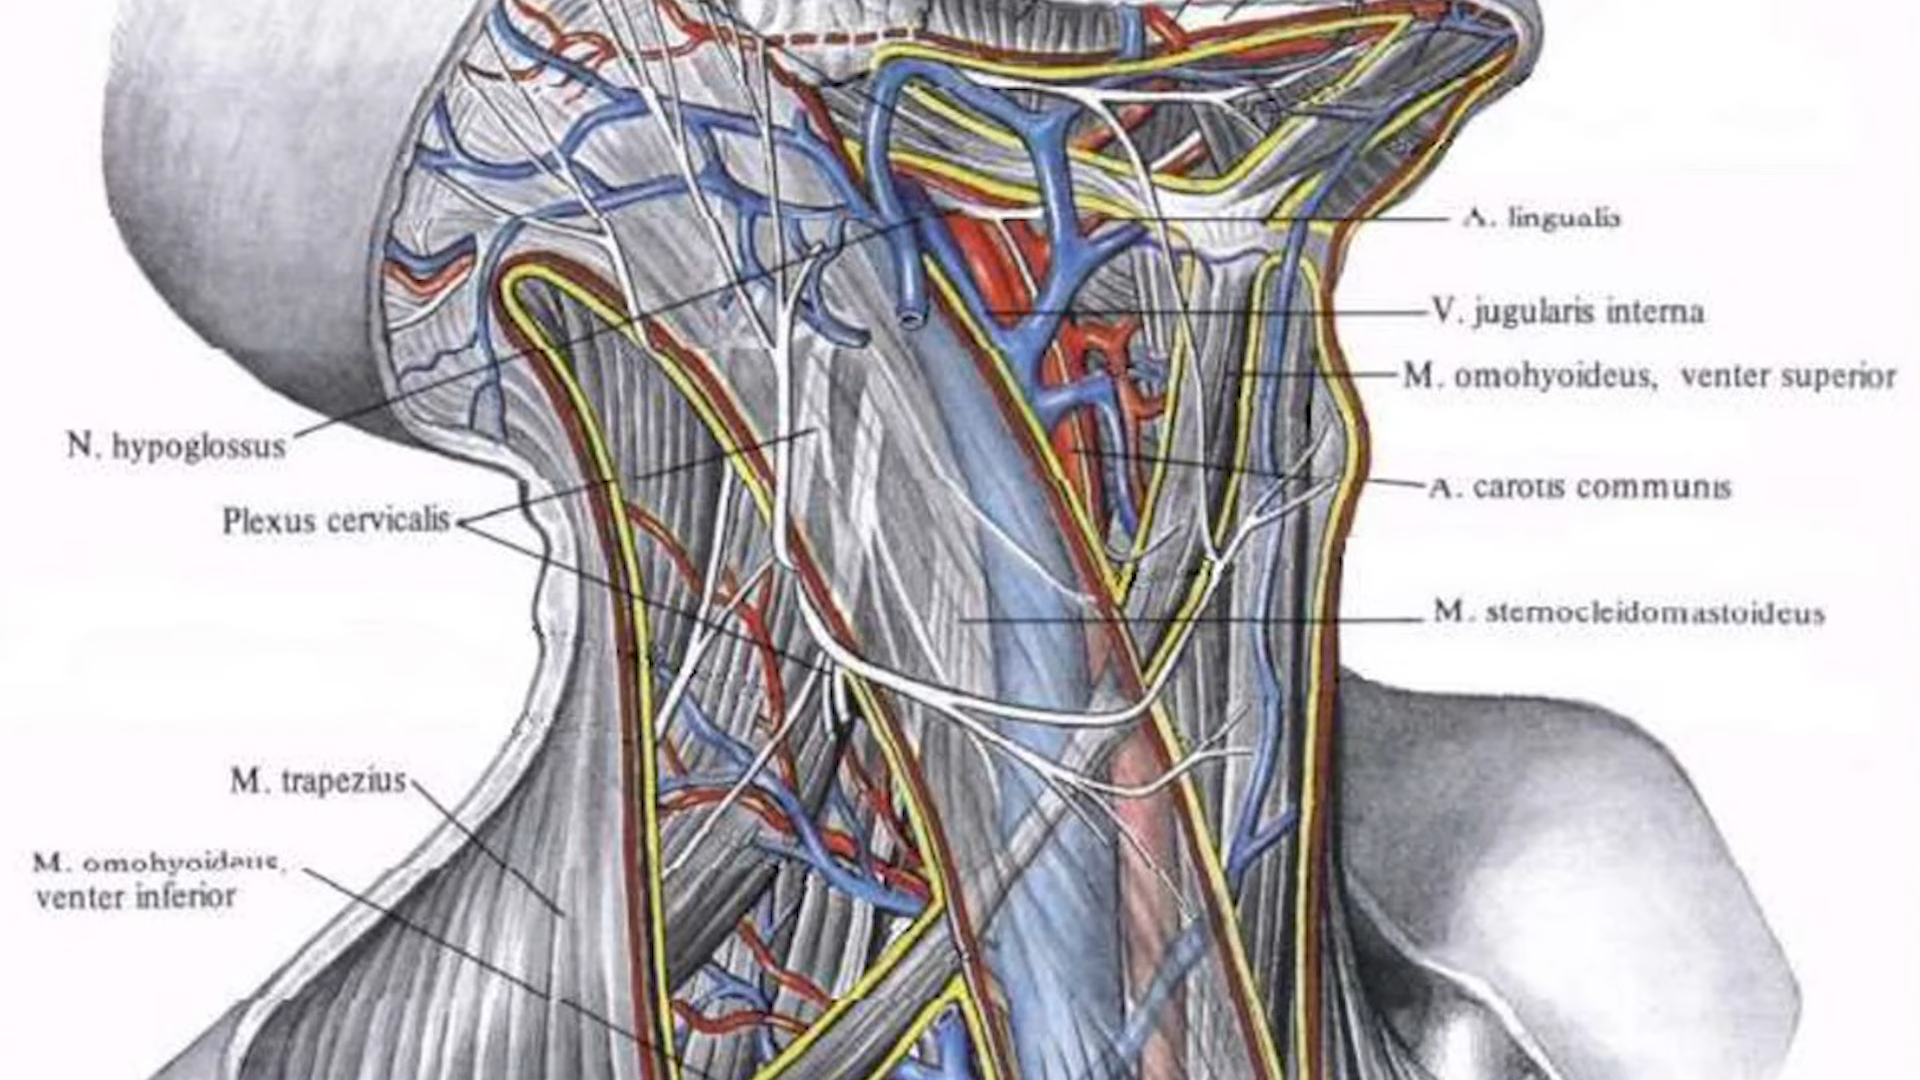 A. lingualis
V. jugularis interna
M. omohyoideus, venter superior
N. hypoglossus
A. carotis communis
Plexus cervicalis
M. sternocleidomastoideus
M. trapezius
M. omohyoideus,
venter inferior